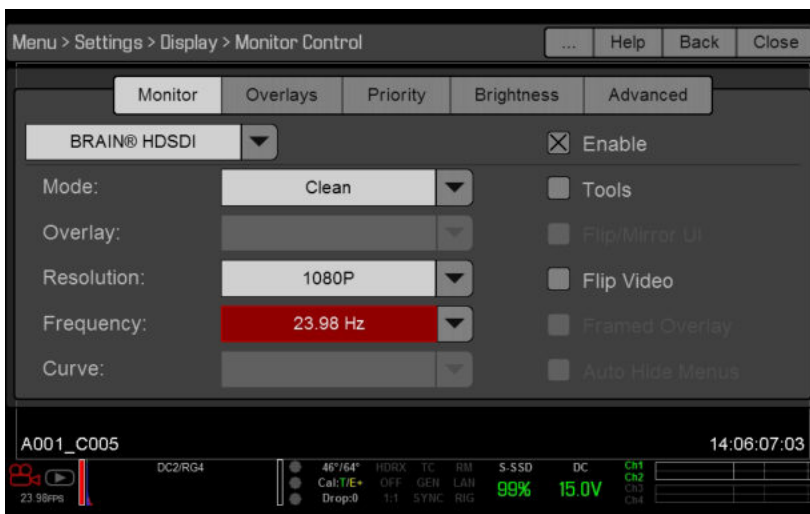 Menu > Settings > Display > Monitor Control ... Help Back Close
Monitor Overlays Priority Brightness Advanced
BRAIN® HDSDI Enable
Mode: Clean Tools
Overlay: Flip/Mirror UI
Resolution: 1080P Flip Video
Frequency: 23.98 Hz Framed Overlay
Curve: Auto Hide Menus
A001_C005 14:06:07:03
DC2/RG4 46°/64° HDRX TC RM S-SSD DC Ch1
Cal:T/E+ OFF GEN LAN 99% 15.0V Ch2
23.98FPS Drop:0 1:1 SYNC RIG Ch3
Ch4